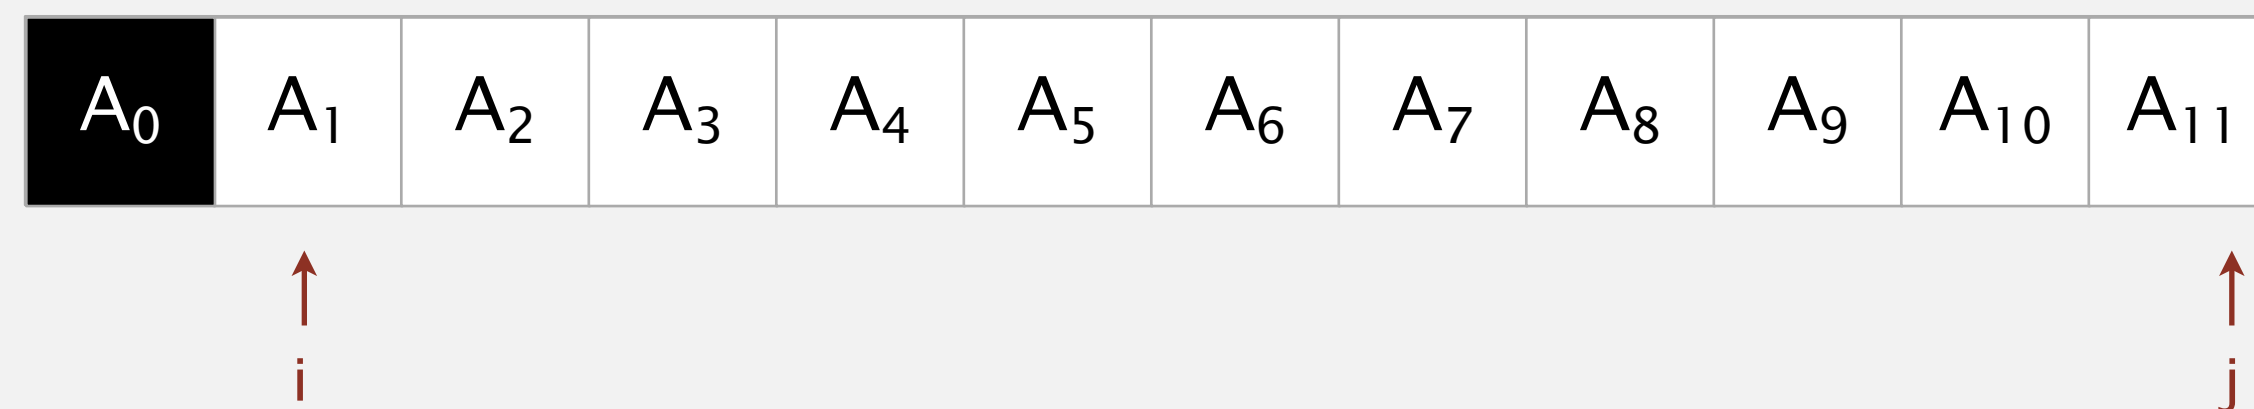 A₀ A₁ A₂ A₃ A₄ A₅ A₆ A₇ A₈ A₉ A₁₀ A₁₁
i j